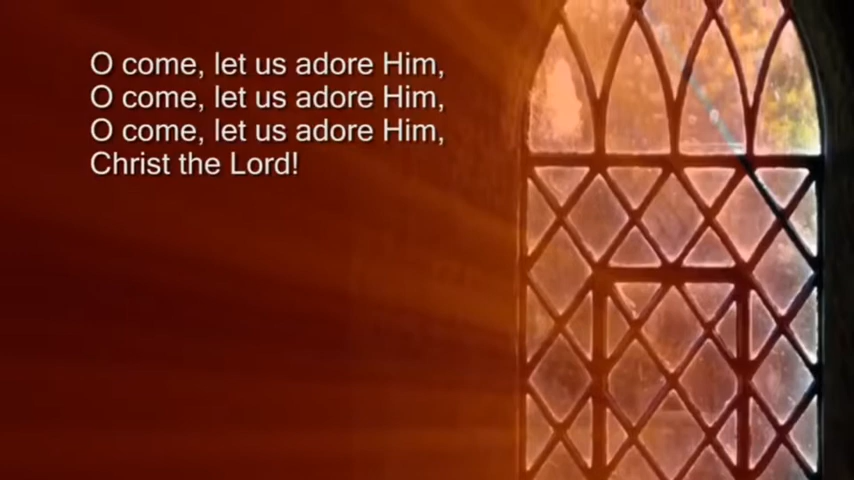 O come, let us adore Him,
O come, let us adore Him,
O come, let us adore Him,
Christ the Lord!